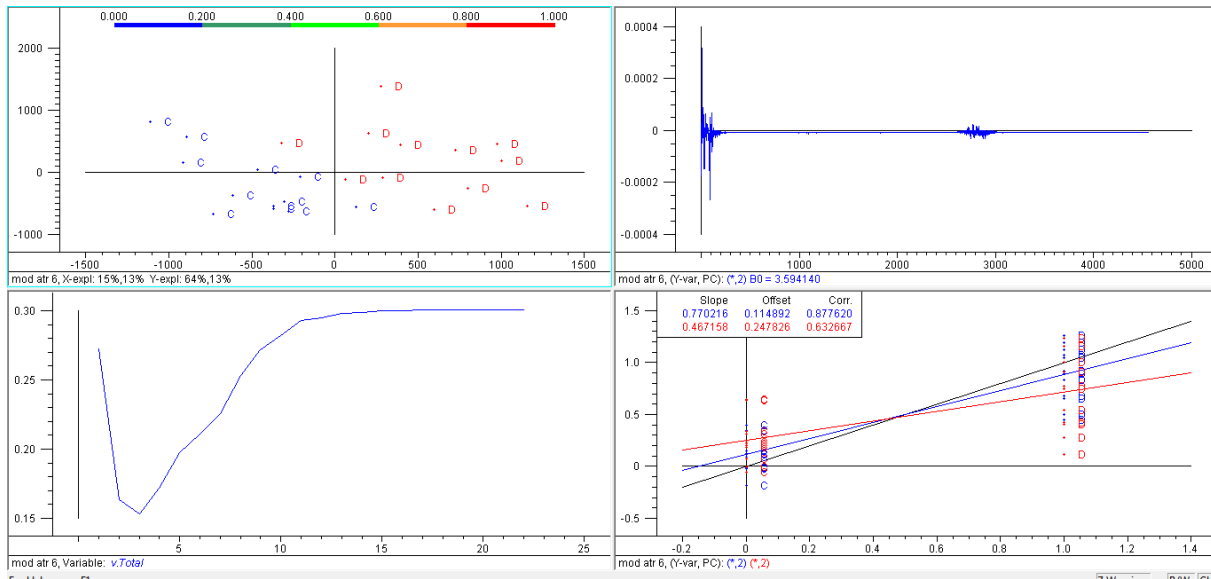 0.000 0.200 0.400 0.600 0.800 1.000
2000
1000
0
-1000
D
D
D
D
D
D
D
D
D
D
D
D
D
C
C
C
C
C
C
C
C
C
C
C
-1500 -1000 -500 0 500 1000 1500
mod atr 6, X-expl: 15%,13% Y-expl: 64%,13%
0.0004
0.0002
0
-0.0002
-0.0004
0 1000 2000 3000 4000 5000
mod atr 6, (Y-var, PC): (*,2) B0 = 3.594140
0.30
0.25
0.20
0.15
5 10 15 20 25
mod atr 6, Variable: v.Total
Slope Offset Corr.
0.770216 0.114892 0.877620
0.467158 0.247826 0.632667
1.5
1.0
0.5
0
-0.5
C
C
C
D
D
D
-0.2 0 0.2 0.4 0.6 0.8 1.0 1.2 1.4
mod atr 6, (Y-var, PC): (*,2) (*,2)